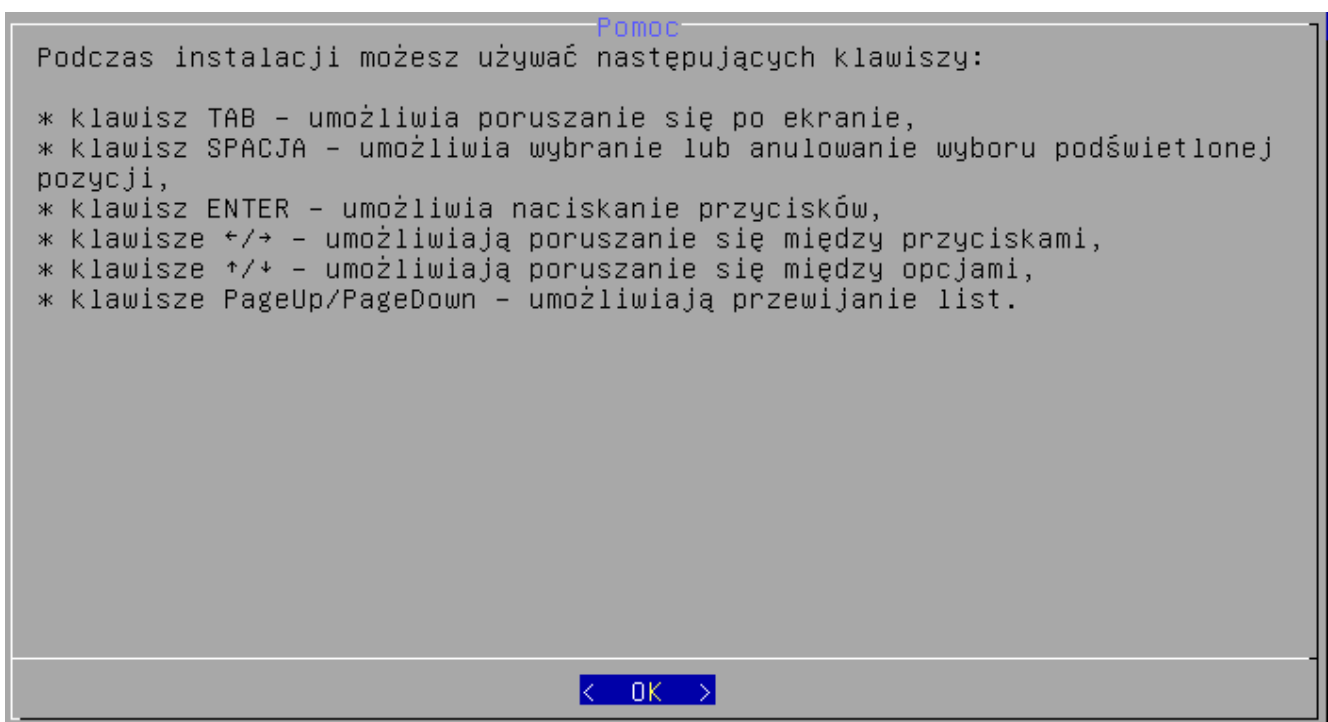 Pomoc
Podczas instalacji możesz używać następujących klawiszy:
* klawisz TAB - umożliwia poruszanie się po ekranie,
* klawisz SPACJA - umożliwia wybranie lub anulowanie wyboru podświetlonej
pozycji,
* klawisz ENTER - umożliwia naciskanie przycisków,
* klawisze ←/→ - umożliwiają poruszanie się między przyciskami,
* klawisze ↑/↓ - umożliwiają poruszanie się między opcjami,
* klawisze PageUp/PageDown - umożliwiają przewijanie list.
< OK >